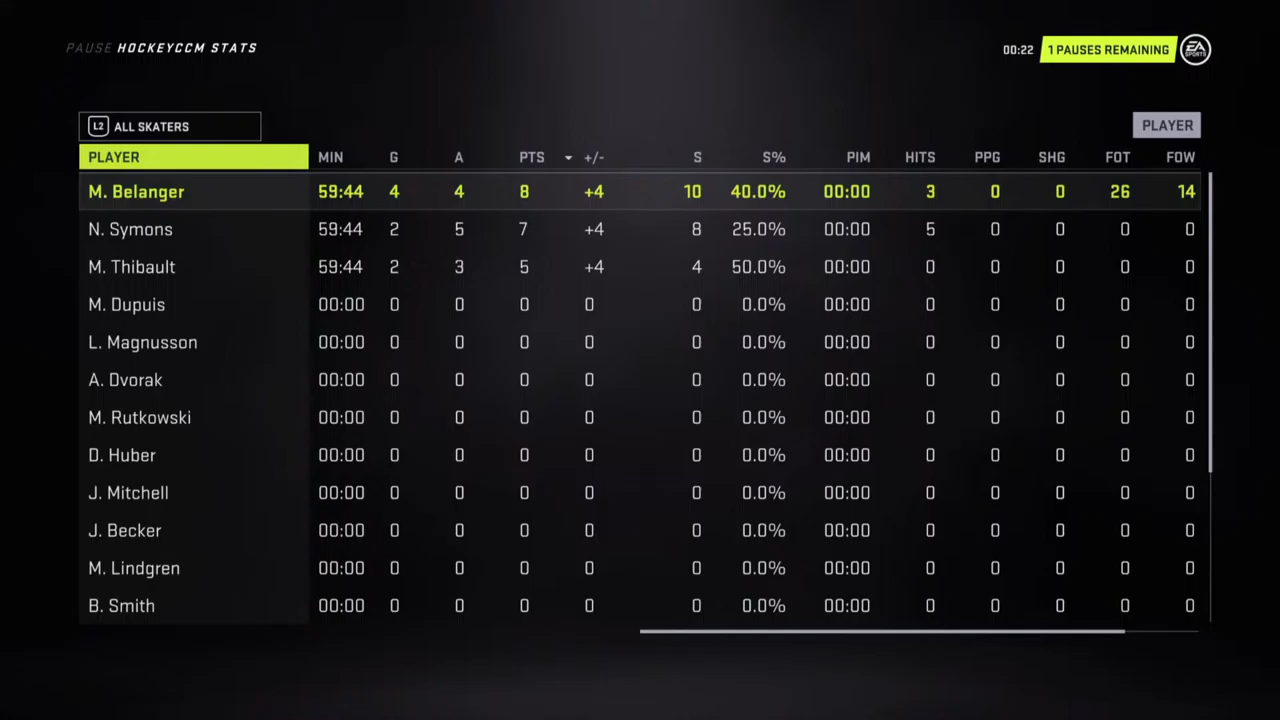 PAUSE HOCKEYCCM STATS
00:22 1 PAUSES REMAINING EA SPORTS
L2 ALL SKATERS
PLAYER
PLAYER MIN G A PTS +/- S S% PIM HITS PPG SHG FOT FOW
M. Belanger 59:44 4 4 8 +4 10 40.0% 00:00 3 0 0 26 14
N. Symons 59:44 2 5 7 +4 8 25.0% 00:00 5 0 0 0 0
M. Thibault 59:44 2 3 5 +4 4 50.0% 00:00 0 0 0 0 0
M. Dupuis 00:00 0 0 0 0 0 0.0% 00:00 0 0 0 0 0
L. Magnusson 00:00 0 0 0 0 0 0.0% 00:00 0 0 0 0 0
A. Dvorak 00:00 0 0 0 0 0 0.0% 00:00 0 0 0 0 0
M. Rutkowski 00:00 0 0 0 0 0 0.0% 00:00 0 0 0 0 0
D. Huber 00:00 0 0 0 0 0 0.0% 00:00 0 0 0 0 0
J. Mitchell 00:00 0 0 0 0 0 0.0% 00:00 0 0 0 0 0
J. Becker 00:00 0 0 0 0 0 0.0% 00:00 0 0 0 0 0
M. Lindgren 00:00 0 0 0 0 0 0.0% 00:00 0 0 0 0 0
B. Smith 00:00 0 0 0 0 0 0.0% 00:00 0 0 0 0 0